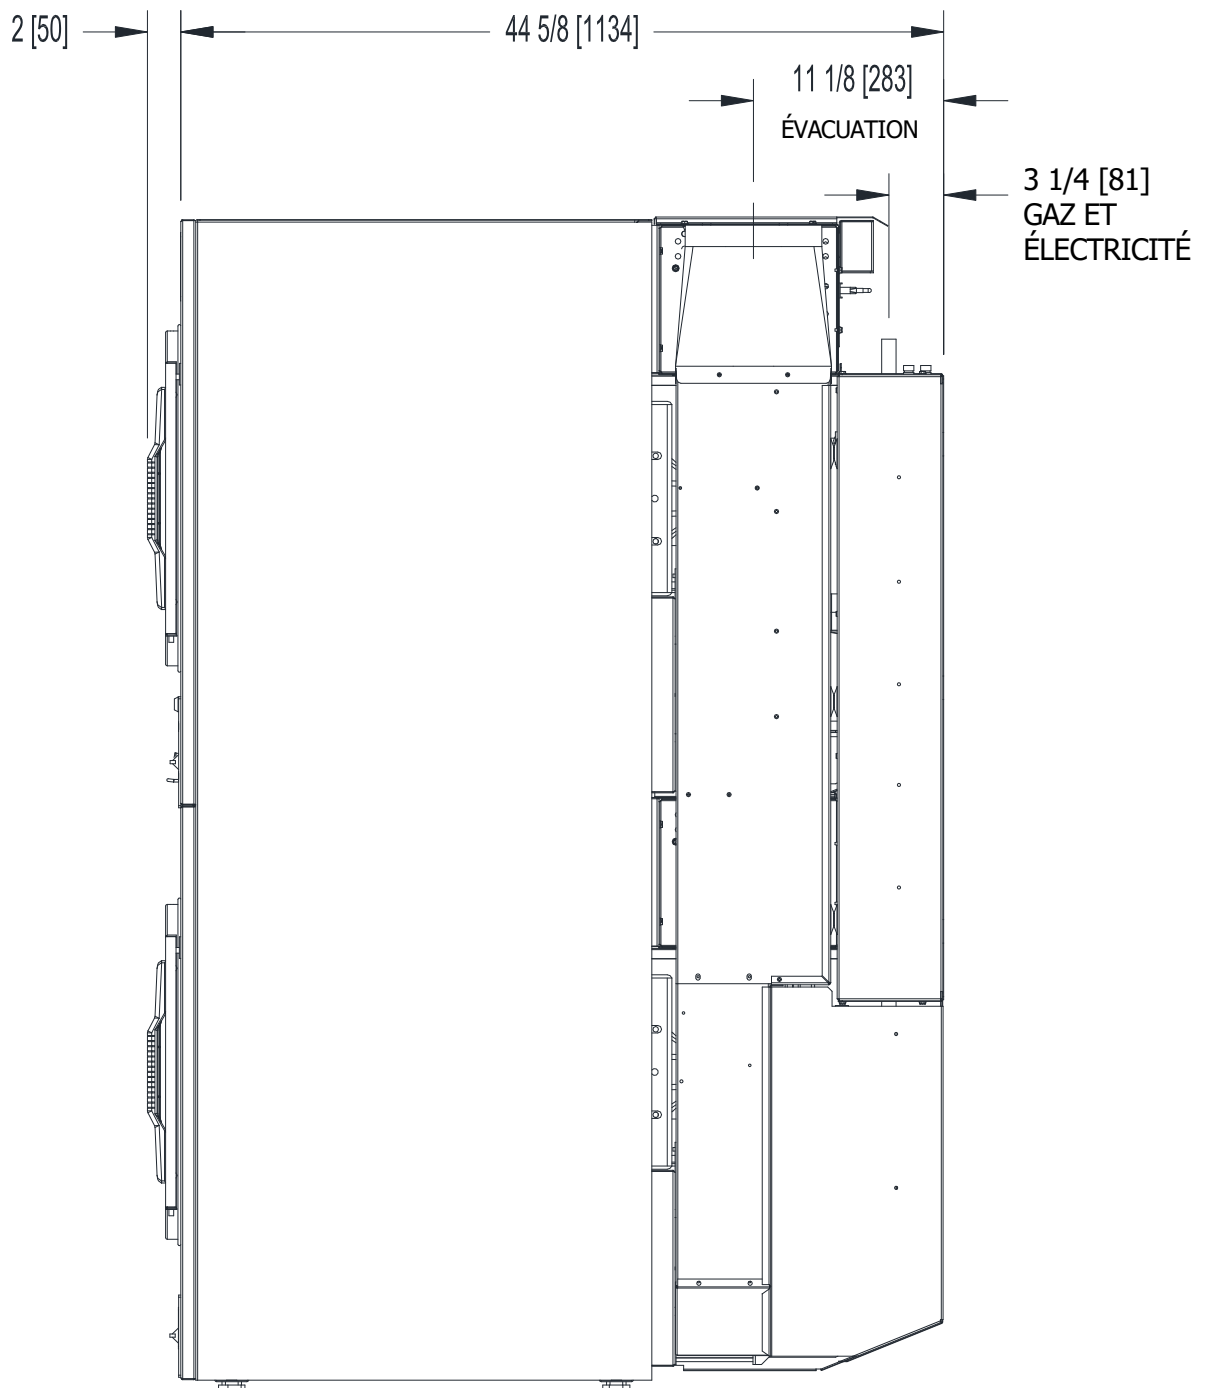 2 [50]
44 5/8 [1134]
11 1/8 [283]
ÉVACUATION
3 1/4 [81]
GAZ ET
ÉLECTRICITÉ